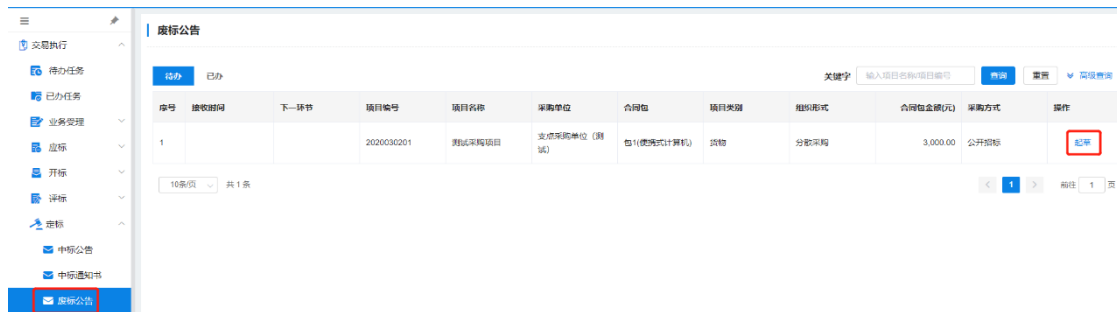 废标公告
交易执行
待办任务
已办任务
业务受理
应标
开标
评标
定标
中标公告
中标通知书
废标公告
待办 已办 关键字 输入项目名称/项目编号 查询 重置 高级查询
序号 接收时间 下一环节 项目编号 项目名称 采购单位 合同包 项目类别 组织形式 合同包金额(元) 采购方式 操作
1 2020030201 测试采购项目 支点采购单位（测试） 包1(便携式计算机) 货物 分散采购 3,000.00 公开招标 起草
10条/页 共 1 条 1 前往 1 页